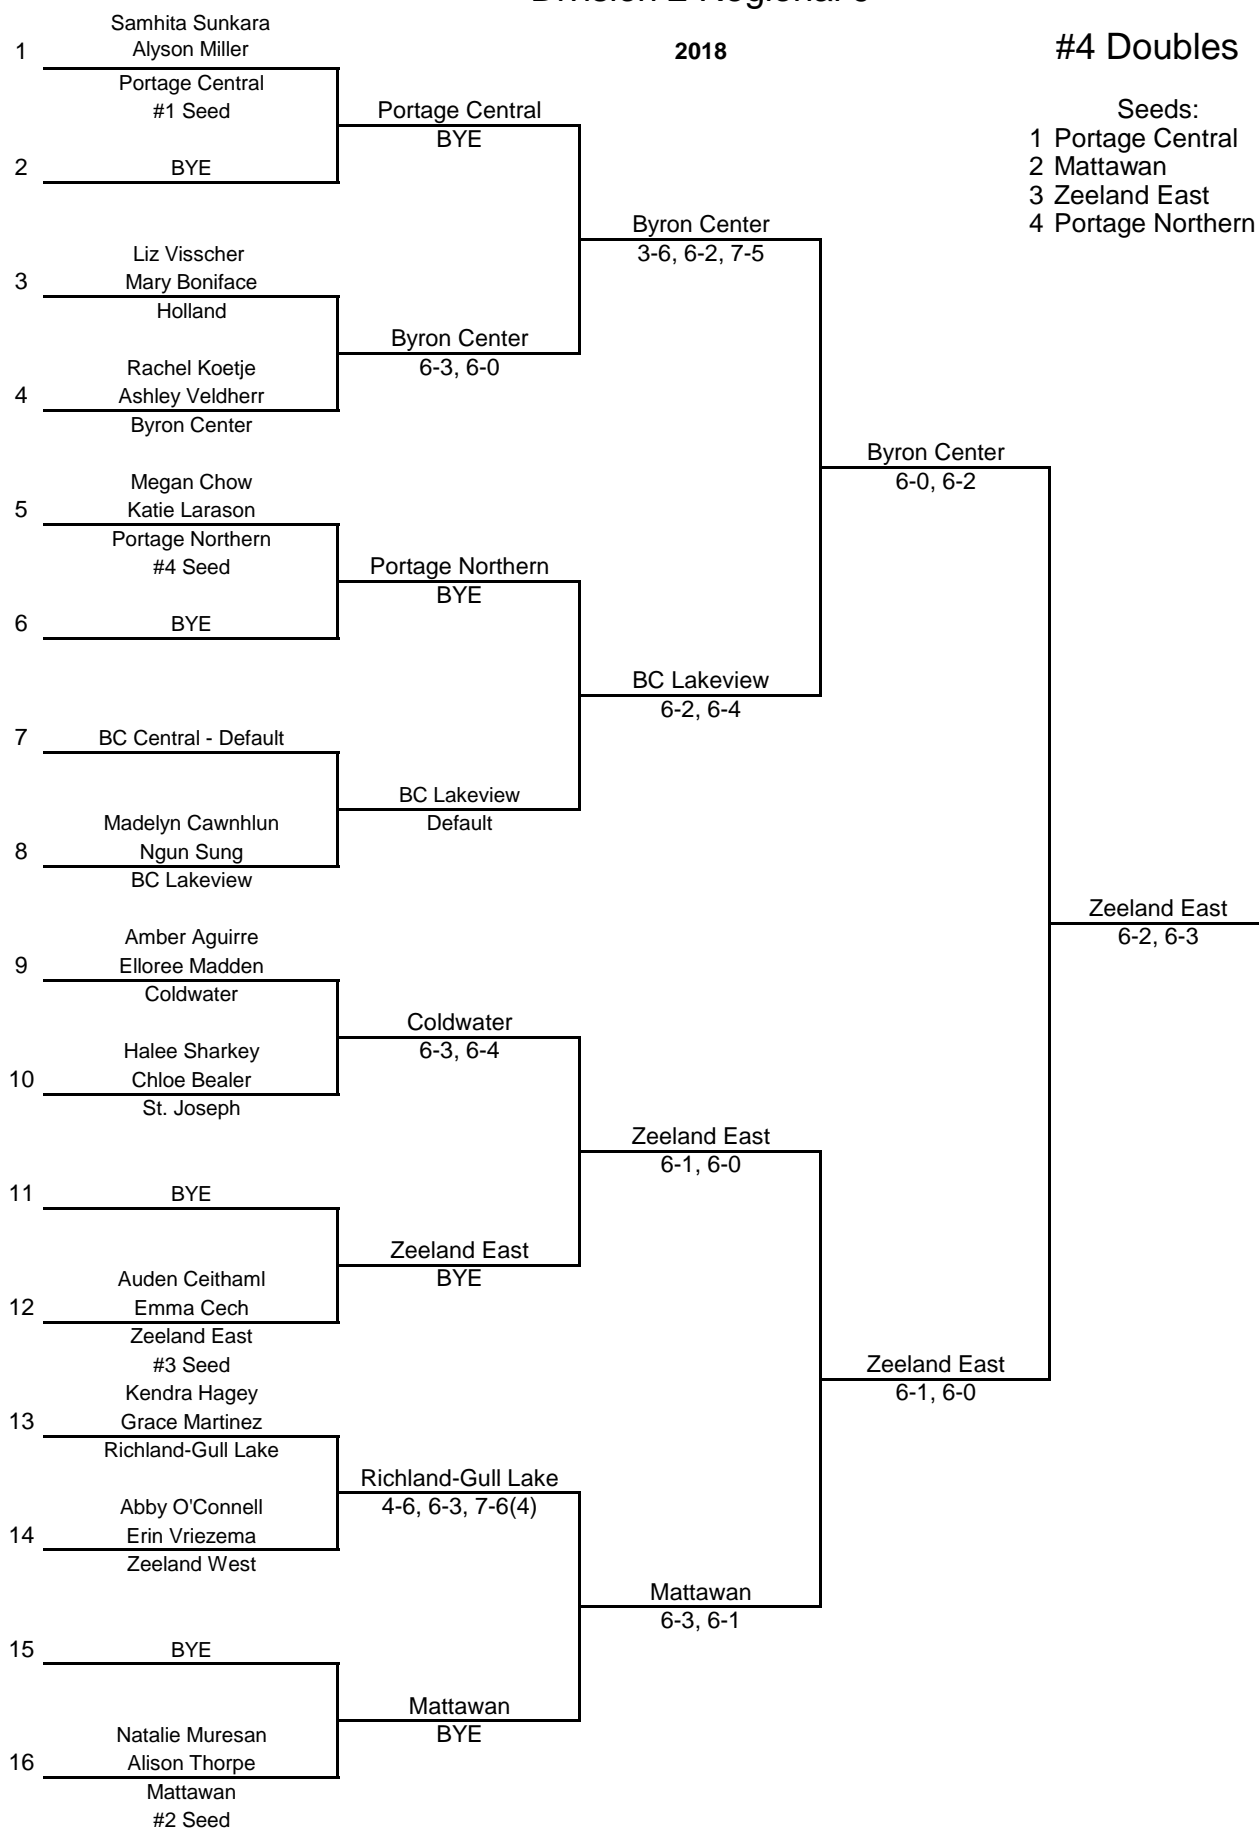 2018
#4 Doubles
Seeds:
1 Portage Central
2 Mattawan
3 Zeeland East
4 Portage Northern
Samhita Sunkara
1 Alyson Miller
Portage Central
#1 Seed
2 BYE
Liz Visscher
3 Mary Boniface
Holland
Rachel Koetje
4 Ashley Veldherr
Byron Center
Megan Chow
5 Katie Larason
Portage Northern
#4 Seed
6 BYE
7 BC Central - Default
Madelyn Cawnhlun
8 Ngun Sung
BC Lakeview
Amber Aguirre
9 Elloree Madden
Coldwater
Halee Sharkey
10 Chloe Bealer
St. Joseph
11 BYE
Auden Ceithaml
12 Emma Cech
Zeeland East
#3 Seed
Kendra Hagey
13 Grace Martinez
Richland-Gull Lake
Abby O'Connell
14 Erin Vriezema
Zeeland West
15 BYE
Natalie Muresan
16 Alison Thorpe
Mattawan
#2 Seed
Portage Central
BYE
Byron Center
6-3, 6-0
Portage Northern
BYE
BC Lakeview
Default
Coldwater
6-3, 6-4
Zeeland East
BYE
Richland-Gull Lake
4-6, 6-3, 7-6(4)
Mattawan
BYE
Byron Center
3-6, 6-2, 7-5
BC Lakeview
6-2, 6-4
Zeeland East
6-1, 6-0
Mattawan
6-3, 6-1
Byron Center
6-0, 6-2
Zeeland East
6-1, 6-0
Zeeland East
6-2, 6-3